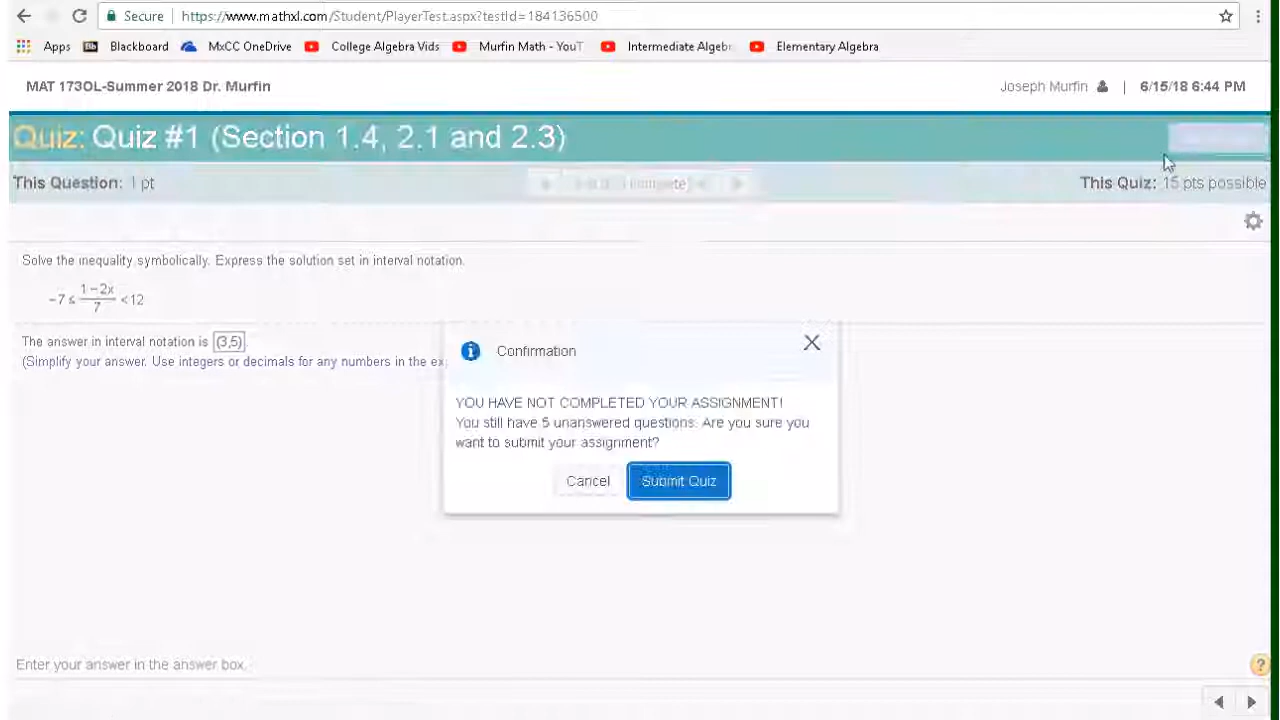 Secure | https://www.mathxl.com/Student/PlayerTest.aspx?testId=184136500
Apps Bb Blackboard MxCC OneDrive College Algebra Vids Murfin Math - YouT Intermediate Algeb Elementary Algebra
MAT 173OL-Summer 2018 Dr. Murfin Joseph Murfin | 6/15/18 6:44 PM
Quiz: Quiz #1 (Section 1.4, 2.1 and 2.3)
This Question: 1 pt This Quiz: 15 pts possible
Solve the inequality symbolically. Express the solution set in interval notation.
−7 ≤ (1−2x)/7 < 12
The answer in interval notation is (3,5)
(Simplify your answer. Use integers or decimals for any numbers in the ex
Confirmation
YOU HAVE NOT COMPLETED YOUR ASSIGNMENT!
You still have 5 unanswered questions. Are you sure you
want to submit your assignment?
Cancel Submit Quiz
Enter your answer in the answer box.
?